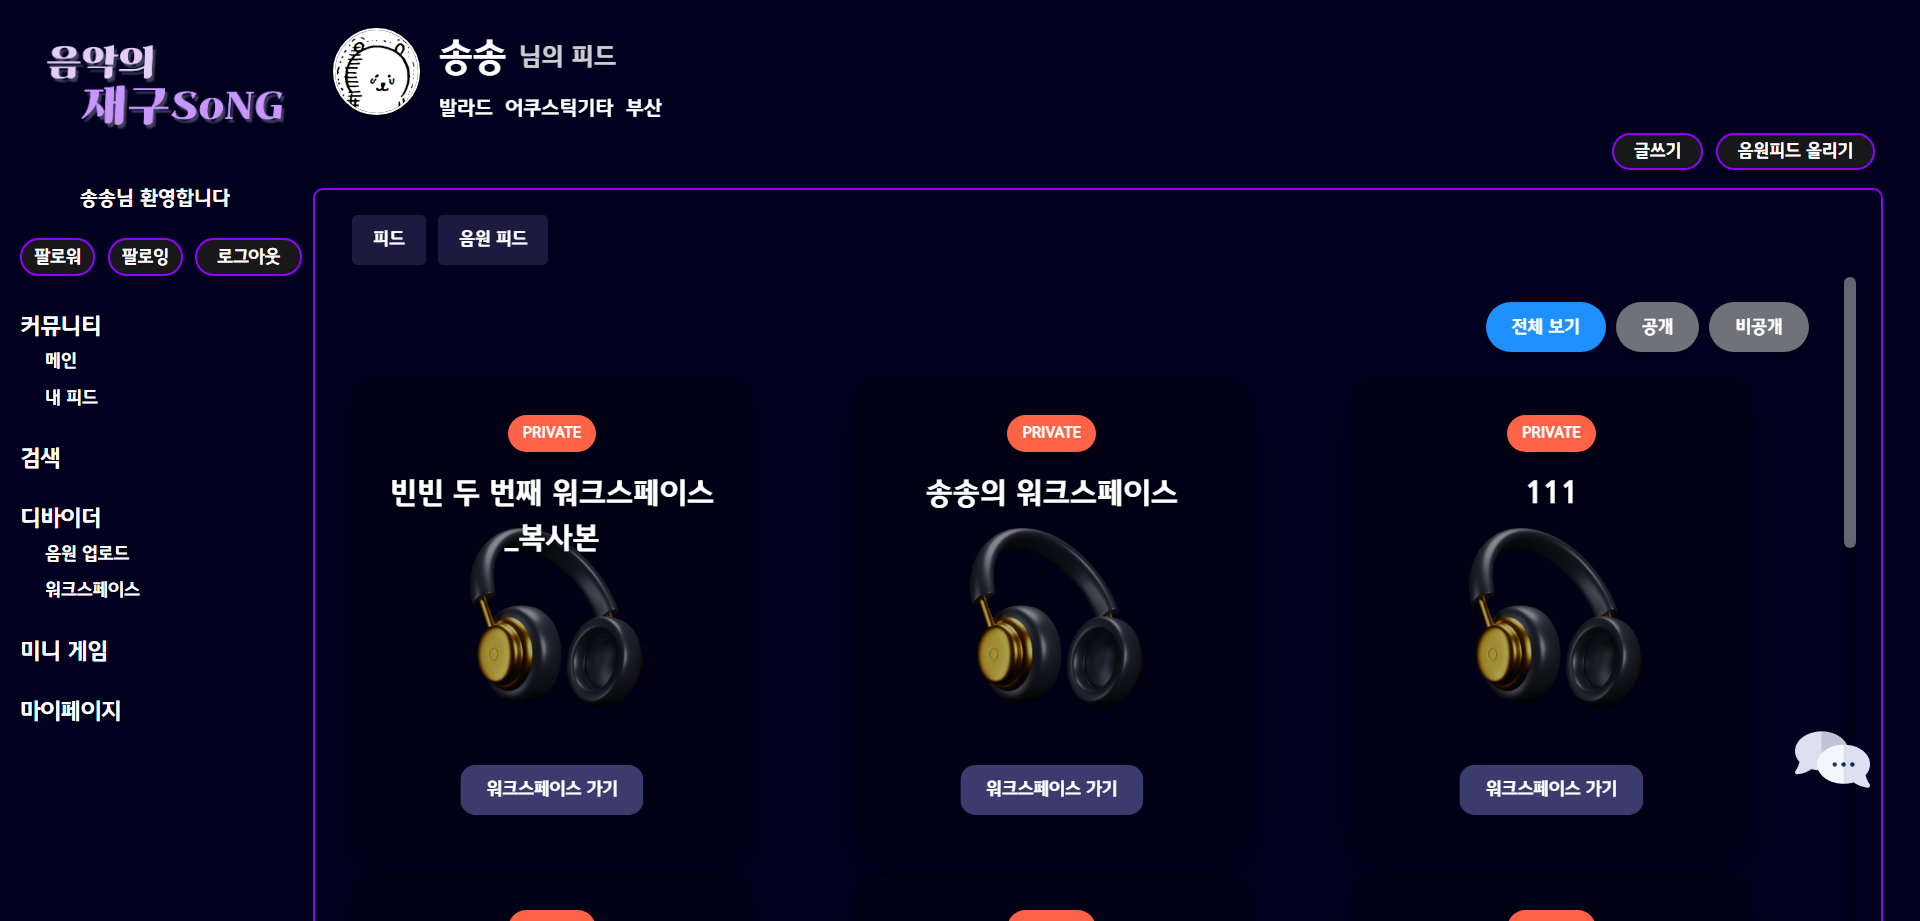 음악의
재구SoNG
송송님 환영합니다
팔로워 팔로잉 로그아웃
커뮤니티
메인
내 피드
검색
디바이더
음원 업로드
워크스페이스
미니 게임
마이페이지
송송 님의 피드
발라드 어쿠스틱기타 부산
글쓰기 음원피드 올리기
피드 음원 피드
전체 보기 공개 비공개
PRIVATE
빈빈 두 번째 워크스페이스
_복사본
워크스페이스 가기
PRIVATE
송송의 워크스페이스
워크스페이스 가기
PRIVATE
111
워크스페이스 가기